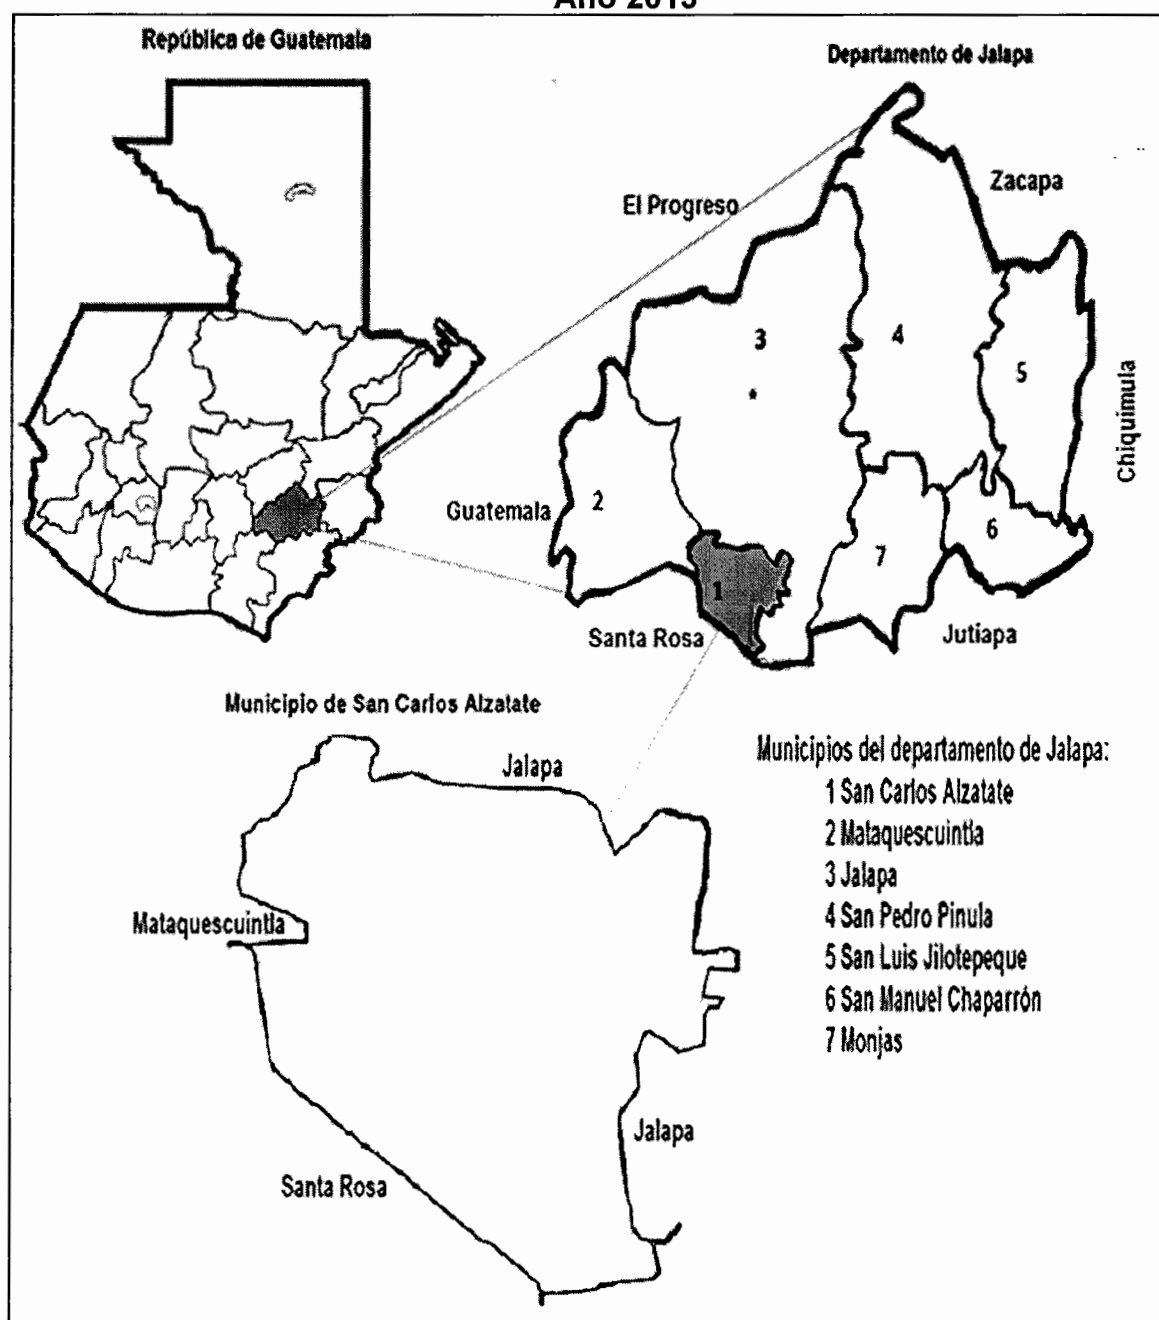 Año 2013
República de Guatemala
Departamento de Jalapa
Zacapa
El Progreso
3
4
5
Chiquimula
2
Guatemala
6
7
1
Santa Rosa
Jutiapa
Municipio de San Carlos Alzatate
Jalapa
Mataquescuintla
Jalapa
Santa Rosa
Municipios del departamento de Jalapa:
1 San Carlos Alzatate
2 Mataquescuintla
3 Jalapa
4 San Pedro Pinula
5 San Luis Jilotepeque
6 San Manuel Chaparrón
7 Monjas